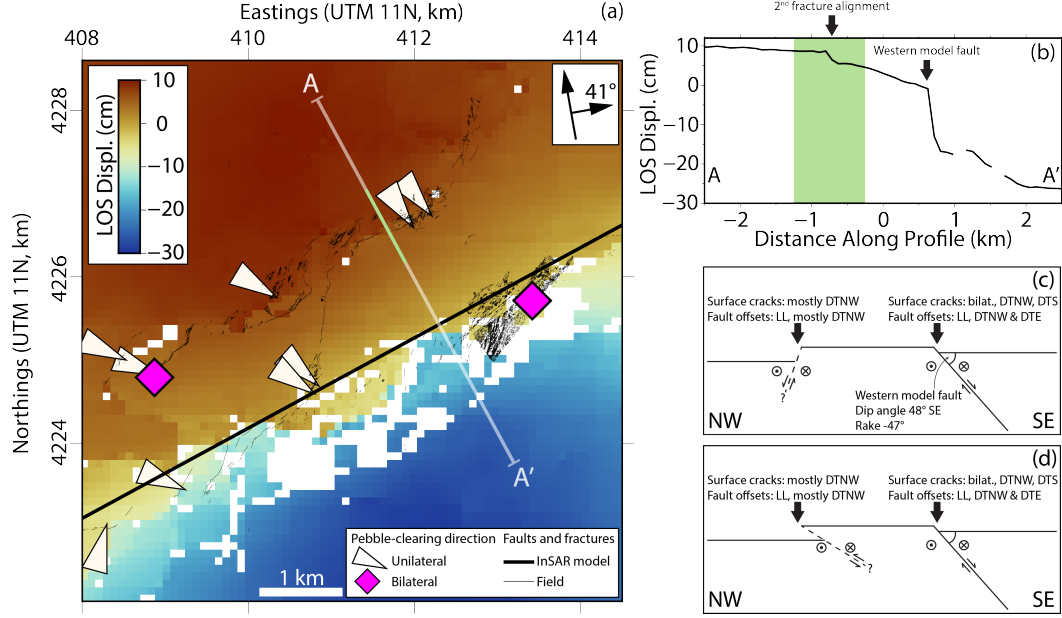 Eastings (UTM 11N, km)
(a)
408
410
412
414
Northings (UTM 11N, km)
4228
4226
4224
LOS Displ. (cm)
10
0
−10
−20
−30
41°
A
A'
1 km
Pebble-clearing direction
Unilateral
Bilateral
Faults and fractures
InSAR model
Field
2nd fracture alignment
Western model fault
(b)
LOS Displ. (cm)
10
0
−10
−20
−30
A
A'
−2
−1
0
1
2
Distance Along Profile (km)
(c)
Surface cracks: mostly DTNW
Fault offsets: LL, mostly DTNW
Surface cracks: bilat., DTNW, DTS
Fault offsets: LL, DTNW & DTE
?
Western model fault
Dip angle 48° SE
Rake -47°
NW
SE
(d)
Surface cracks: mostly DTNW
Fault offsets: LL, mostly DTNW
Surface cracks: bilat., DTNW, DTS
Fault offsets: LL, DTNW & DTE
?
NW
SE